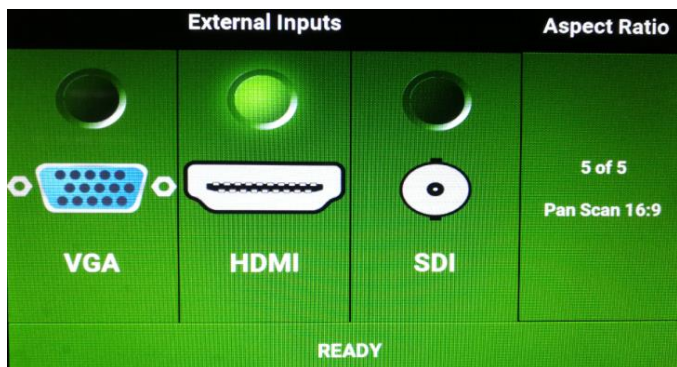 External Inputs
Aspect Ratio
VGA
HDMI
SDI
5 of 5
Pan Scan 16:9
READY